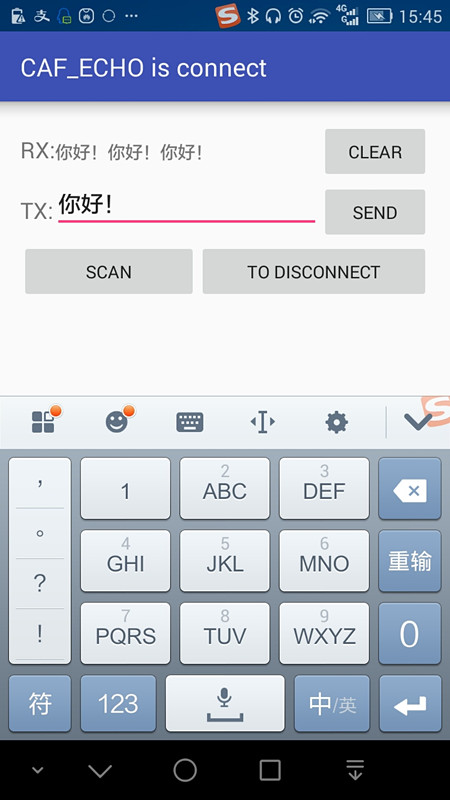 4G
G
15:45
CAF_ECHO is connect
RX:你好！你好！你好！
CLEAR
TX:你好！
SEND
SCAN
TO DISCONNECT
，
1
2
ABC
3
DEF
。
4
GHI
5
JKL
6
MNO
重输
？
！
7
PQRS
8
TUV
9
WXYZ
0
符
123
中/英